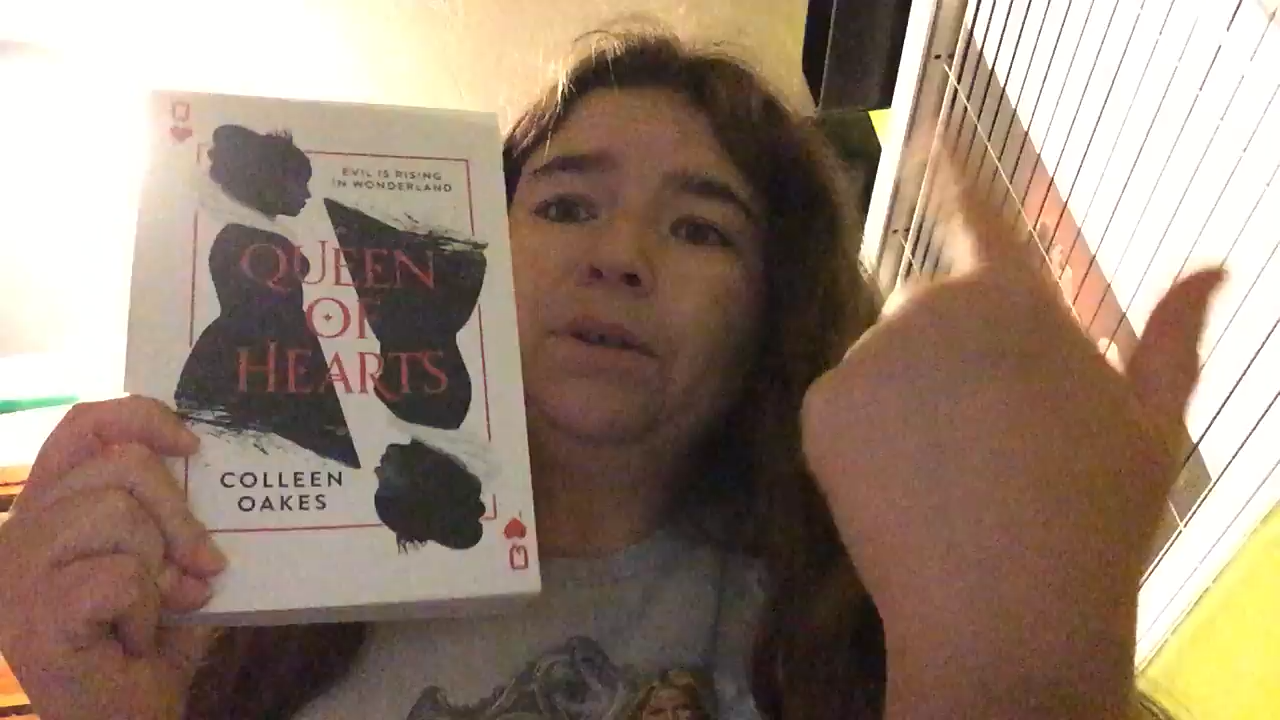 Q
EVIL IS RISING
IN WONDERLAND
QUEEN
OF
HEARTS
COLLEEN
OAKES
Q